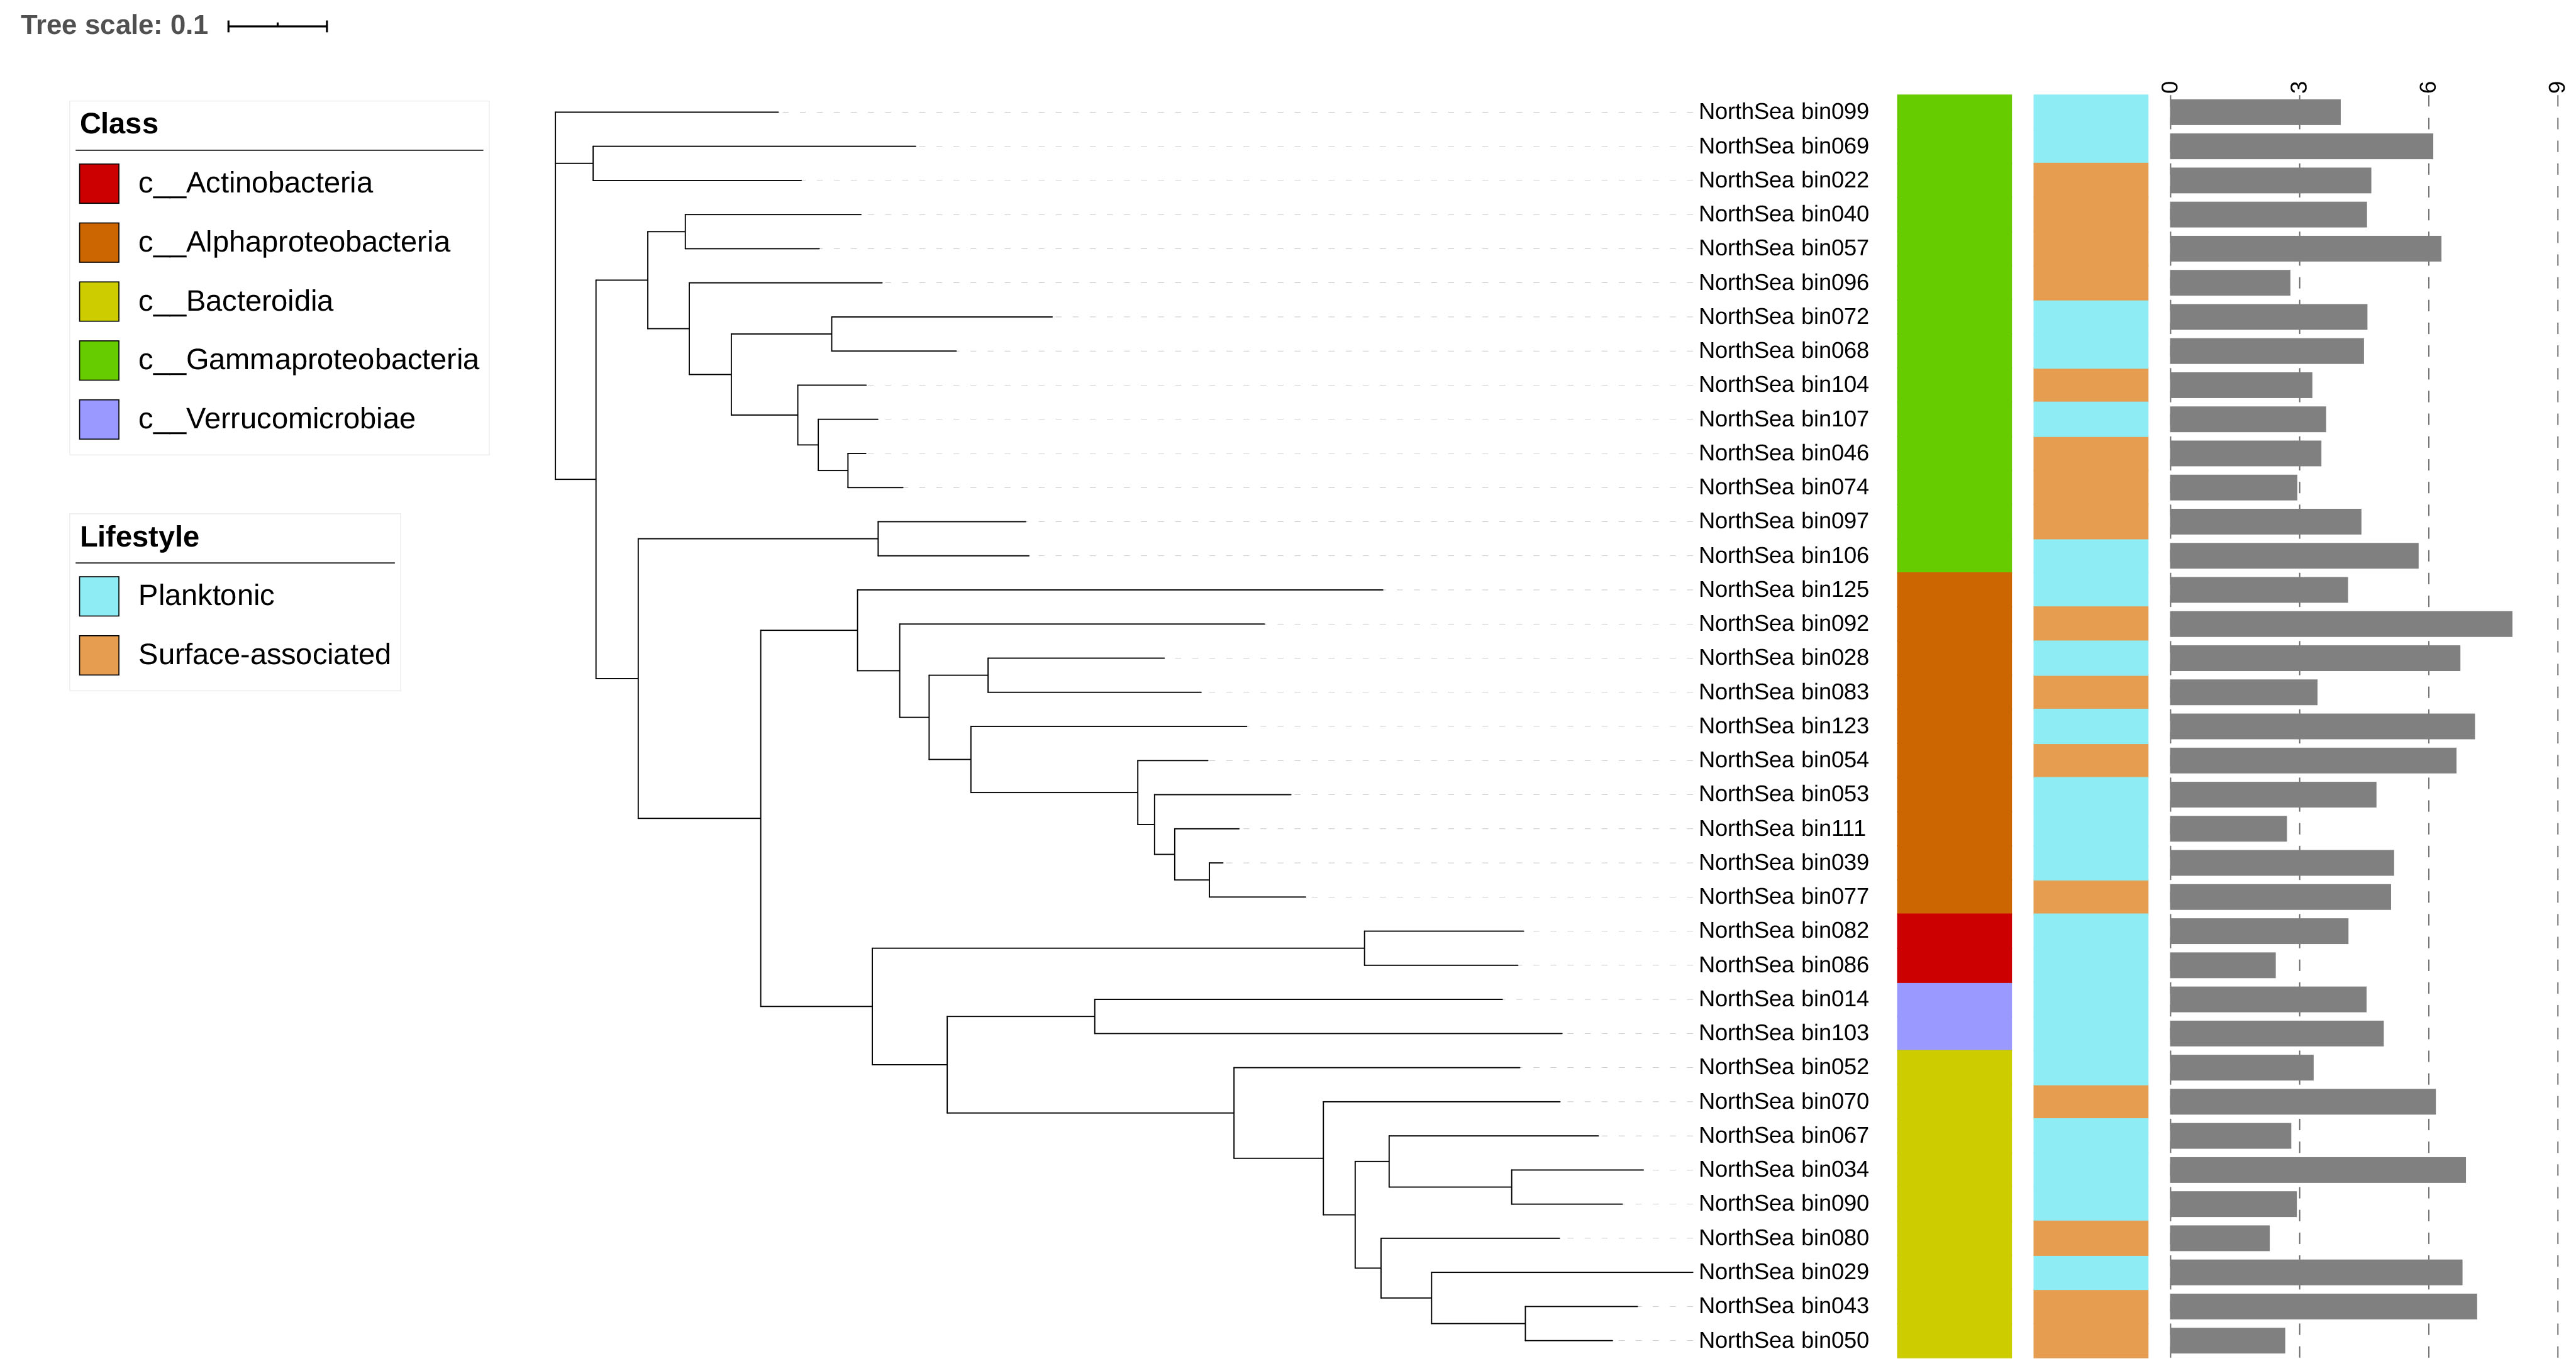 Tree scale: 0.1
Class
c__Actinobacteria
c__Alphaproteobacteria
c__Bacteroidia
c__Gammaproteobacteria
c__Verrucomicrobiae
Lifestyle
Planktonic
Surface-associated
0 3 6 9
NorthSea bin099
NorthSea bin069
NorthSea bin022
NorthSea bin040
NorthSea bin057
NorthSea bin096
NorthSea bin072
NorthSea bin068
NorthSea bin104
NorthSea bin107
NorthSea bin046
NorthSea bin074
NorthSea bin097
NorthSea bin106
NorthSea bin125
NorthSea bin092
NorthSea bin028
NorthSea bin083
NorthSea bin123
NorthSea bin054
NorthSea bin053
NorthSea bin111
NorthSea bin039
NorthSea bin077
NorthSea bin082
NorthSea bin086
NorthSea bin014
NorthSea bin103
NorthSea bin052
NorthSea bin070
NorthSea bin067
NorthSea bin034
NorthSea bin090
NorthSea bin080
NorthSea bin029
NorthSea bin043
NorthSea bin050